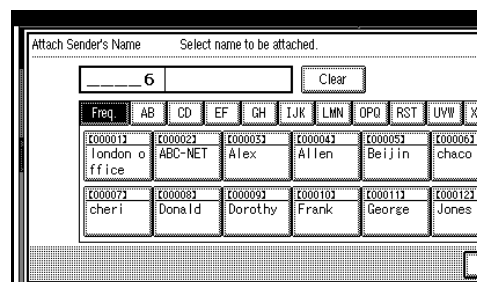 Attach Sender's Name Select name to be attached.
____6 Clear
Freq. AB CD EF GH IJK LMN OPQ RST UVW X
[00001] [00002] [00003] [00004] [00005] [00006]
london o ABC-NET Alex Allen Beijin chaco
ffice
[00007] [00008] [00009] [00010] [00011] [00012]
cheri Donald Dorothy Frank George Jones